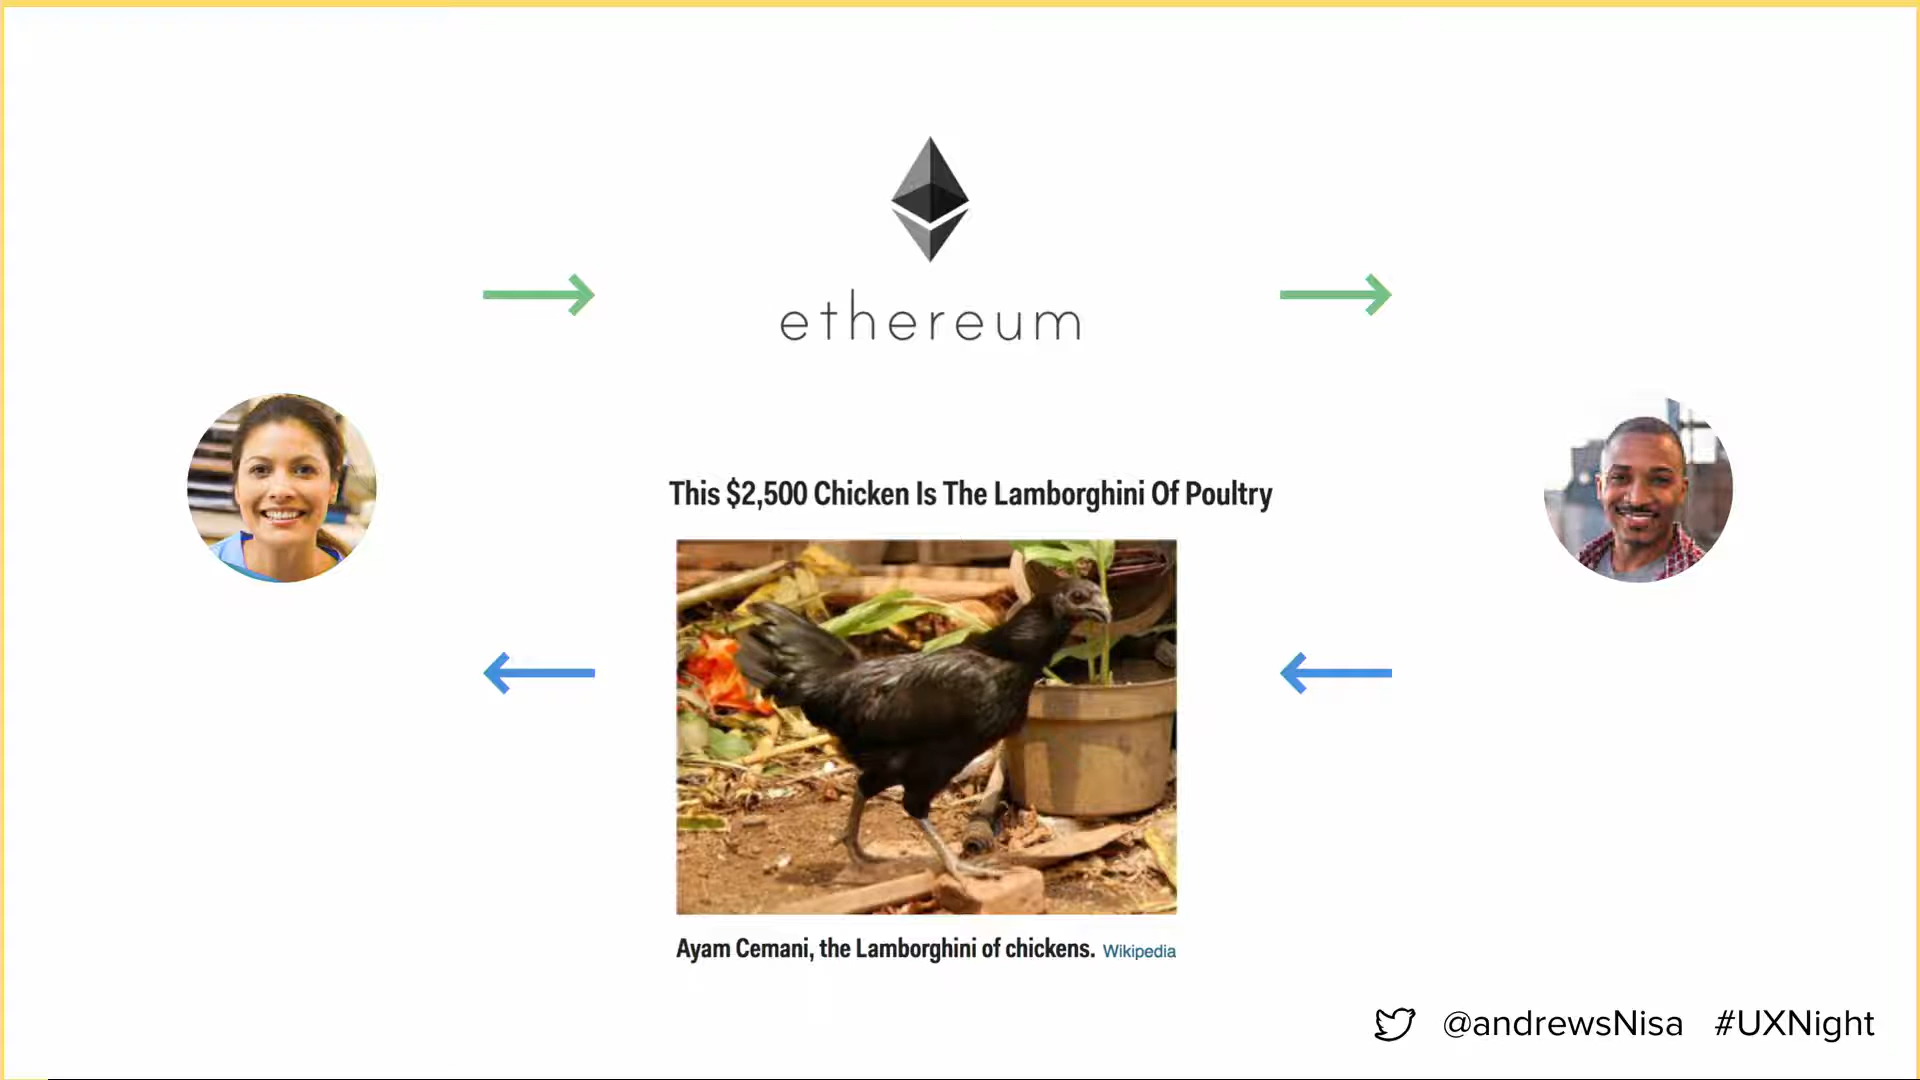 ethereum
This $2,500 Chicken Is The Lamborghini Of Poultry
Ayam Cemani, the Lamborghini of chickens. Wikipedia
@andrewsNisa #UXNight